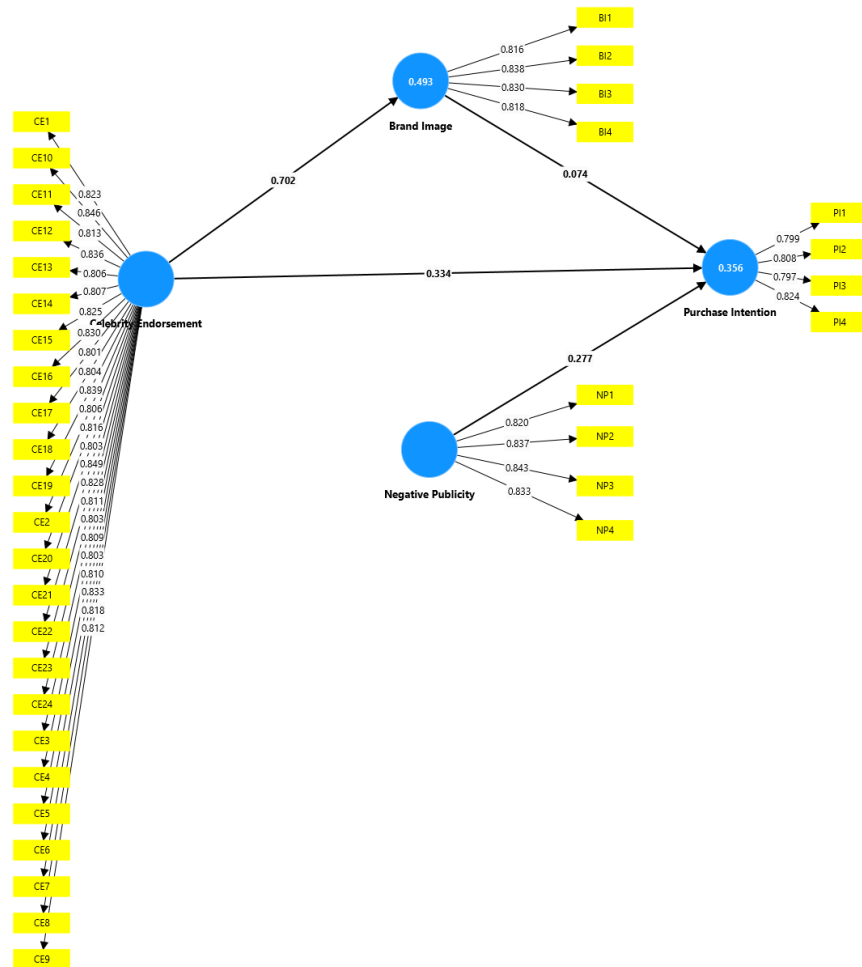 BI1
0.816
BI2
0.838
0.493
0.830
BI3
0.818
Brand Image
BI4
CE1
CE10
0.702
0.074
CE11
0.823
0.846
PI1
CE12
0.813
0.799
PI2
0.836
0.808
CE13
0.806
0.334
0.356
0.797
PI3
CE14
0.807
0.824
0.825
Purchase Intention
PI4
Celebrity Endorsement
CE15
0.830
0.801
0.277
CE16
0.804
0.839
NP1
CE17
0.806
0.820
0.816
NP2
CE18
0.803
0.837
0.849
0.843
NP3
CE19
0.828
Negative Publicity
0.833
0.811
CE2
0.803
NP4
0.809
CE20
0.803
0.810
CE21
0.833
0.818
CE22
0.812
CE23
CE24
CE3
CE4
CE5
CE6
CE7
CE8
CE9